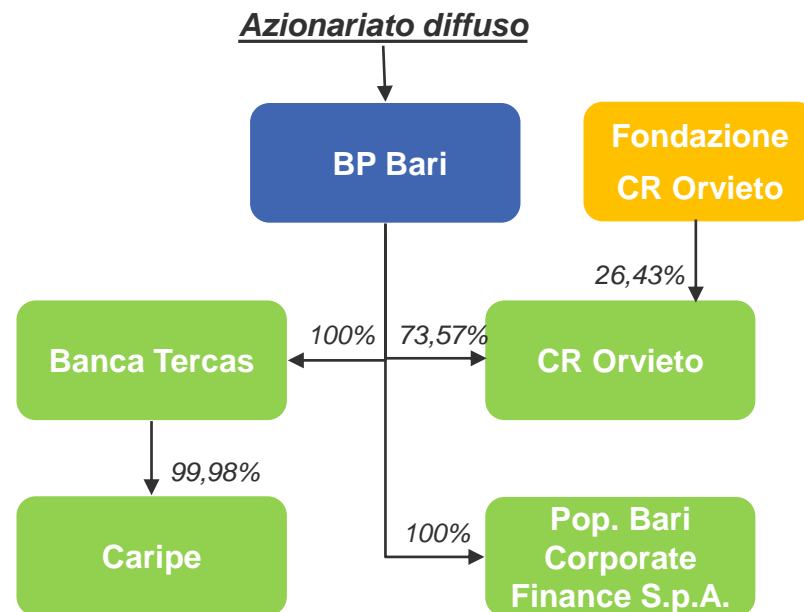 Azionariato diffuso
BP Bari
Fondazione
CR Orvieto
26,43%
100%
73,57%
Banca Tercas
CR Orvieto
99,98%
100%
Caripe
Pop. Bari
Corporate
Finance S.p.A.